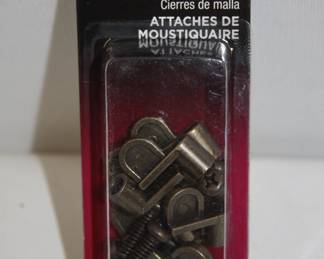 Cierres de malla
ATTACHES DE
MOUSTIQUAIRE